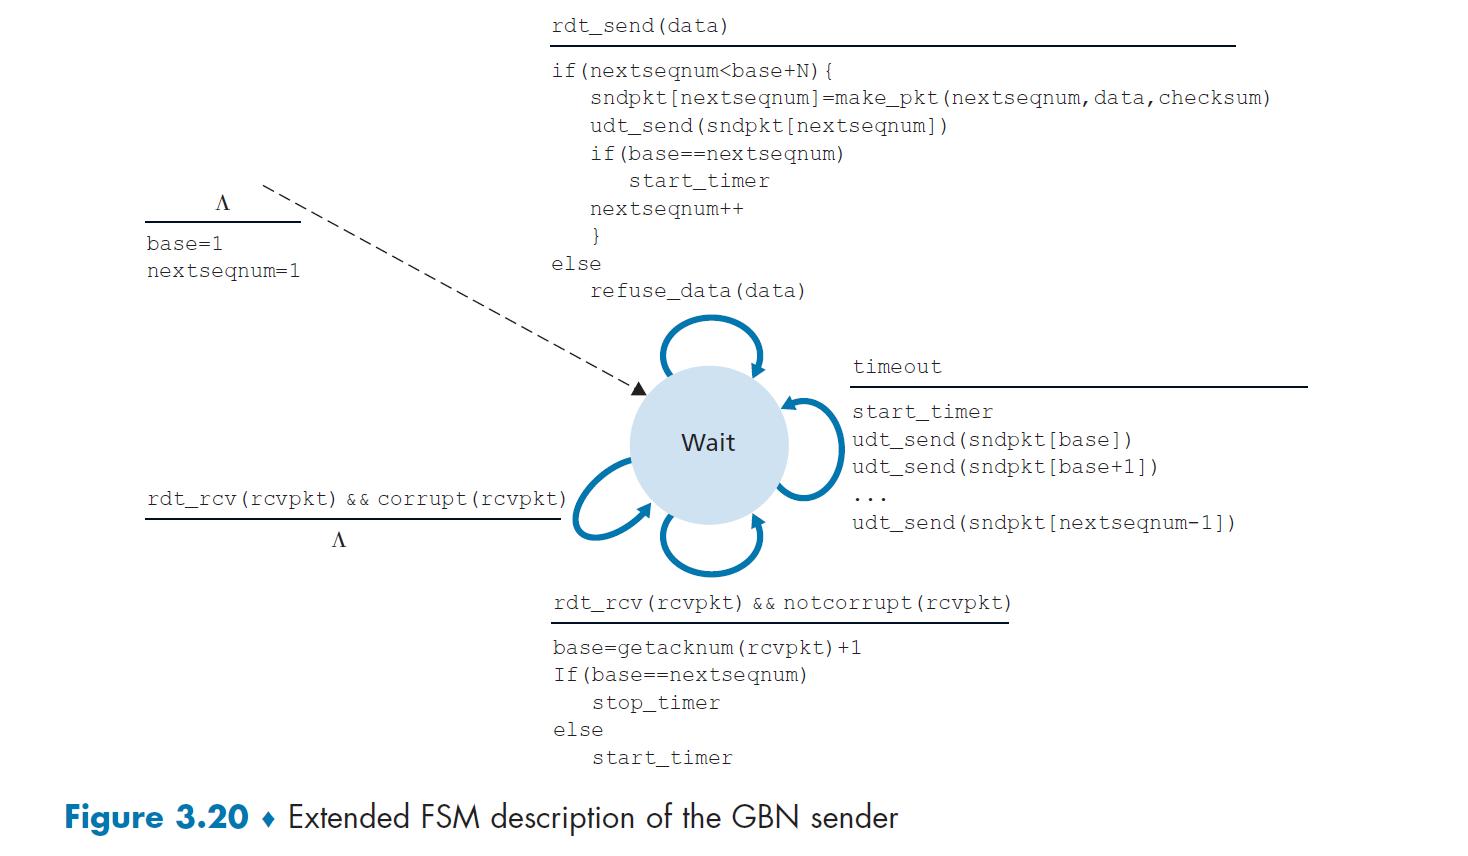 rdt_send(data)
if(nextseqnum<base+N){
sndpkt[nextseqnum]=make_pkt(nextseqnum,data,checksum)
udt_send(sndpkt[nextseqnum])
if(base==nextseqnum)
start_timer
nextseqnum++
}
else
refuse_data(data)
Λ
base=1
nextseqnum=1
timeout
start_timer
udt_send(sndpkt[base])
udt_send(sndpkt[base+1])
...
udt_send(sndpkt[nextseqnum-1])
Wait
rdt_rcv(rcvpkt) && corrupt(rcvpkt)
Λ
rdt_rcv(rcvpkt) && notcorrupt(rcvpkt)
base=getacknum(rcvpkt)+1
If(base==nextseqnum)
stop_timer
else
start_timer
Figure 3.20 ♦ Extended FSM description of the GBN sender